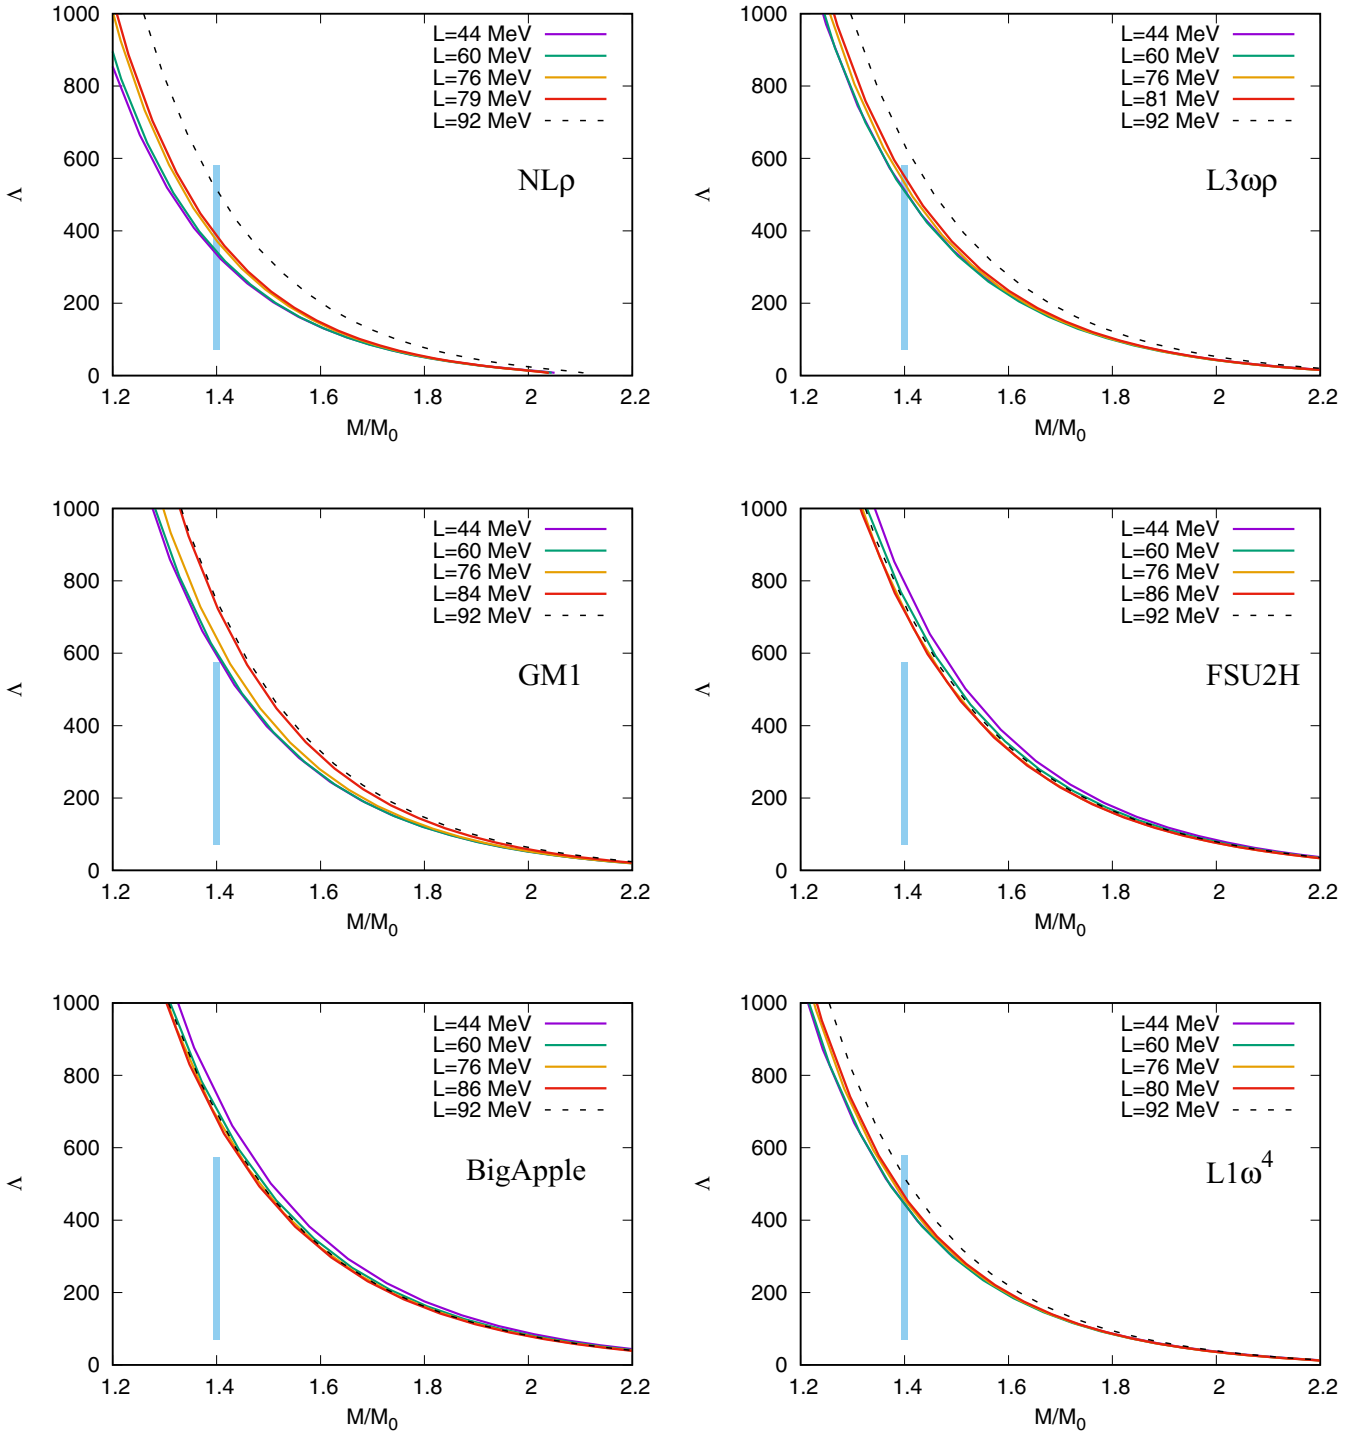 1000
800
600
400
200
0
Λ
L=44 MeV
L=60 MeV
L=76 MeV
L=79 MeV
L=92 MeV
NLρ
1.2 1.4 1.6 1.8 2 2.2
M/M0
1000
800
600
400
200
0
Λ
L=44 MeV
L=60 MeV
L=76 MeV
L=81 MeV
L=92 MeV
L3ωρ
1.2 1.4 1.6 1.8 2 2.2
M/M0
1000
800
600
400
200
0
Λ
L=44 MeV
L=60 MeV
L=76 MeV
L=84 MeV
L=92 MeV
GM1
1.2 1.4 1.6 1.8 2 2.2
M/M0
1000
800
600
400
200
0
Λ
L=44 MeV
L=60 MeV
L=76 MeV
L=86 MeV
L=92 MeV
FSU2H
1.2 1.4 1.6 1.8 2 2.2
M/M0
1000
800
600
400
200
0
Λ
L=44 MeV
L=60 MeV
L=76 MeV
L=86 MeV
L=92 MeV
BigApple
1.2 1.4 1.6 1.8 2 2.2
M/M0
1000
800
600
400
200
0
Λ
L=44 MeV
L=60 MeV
L=76 MeV
L=80 MeV
L=92 MeV
L1ω⁴
1.2 1.4 1.6 1.8 2 2.2
M/M0